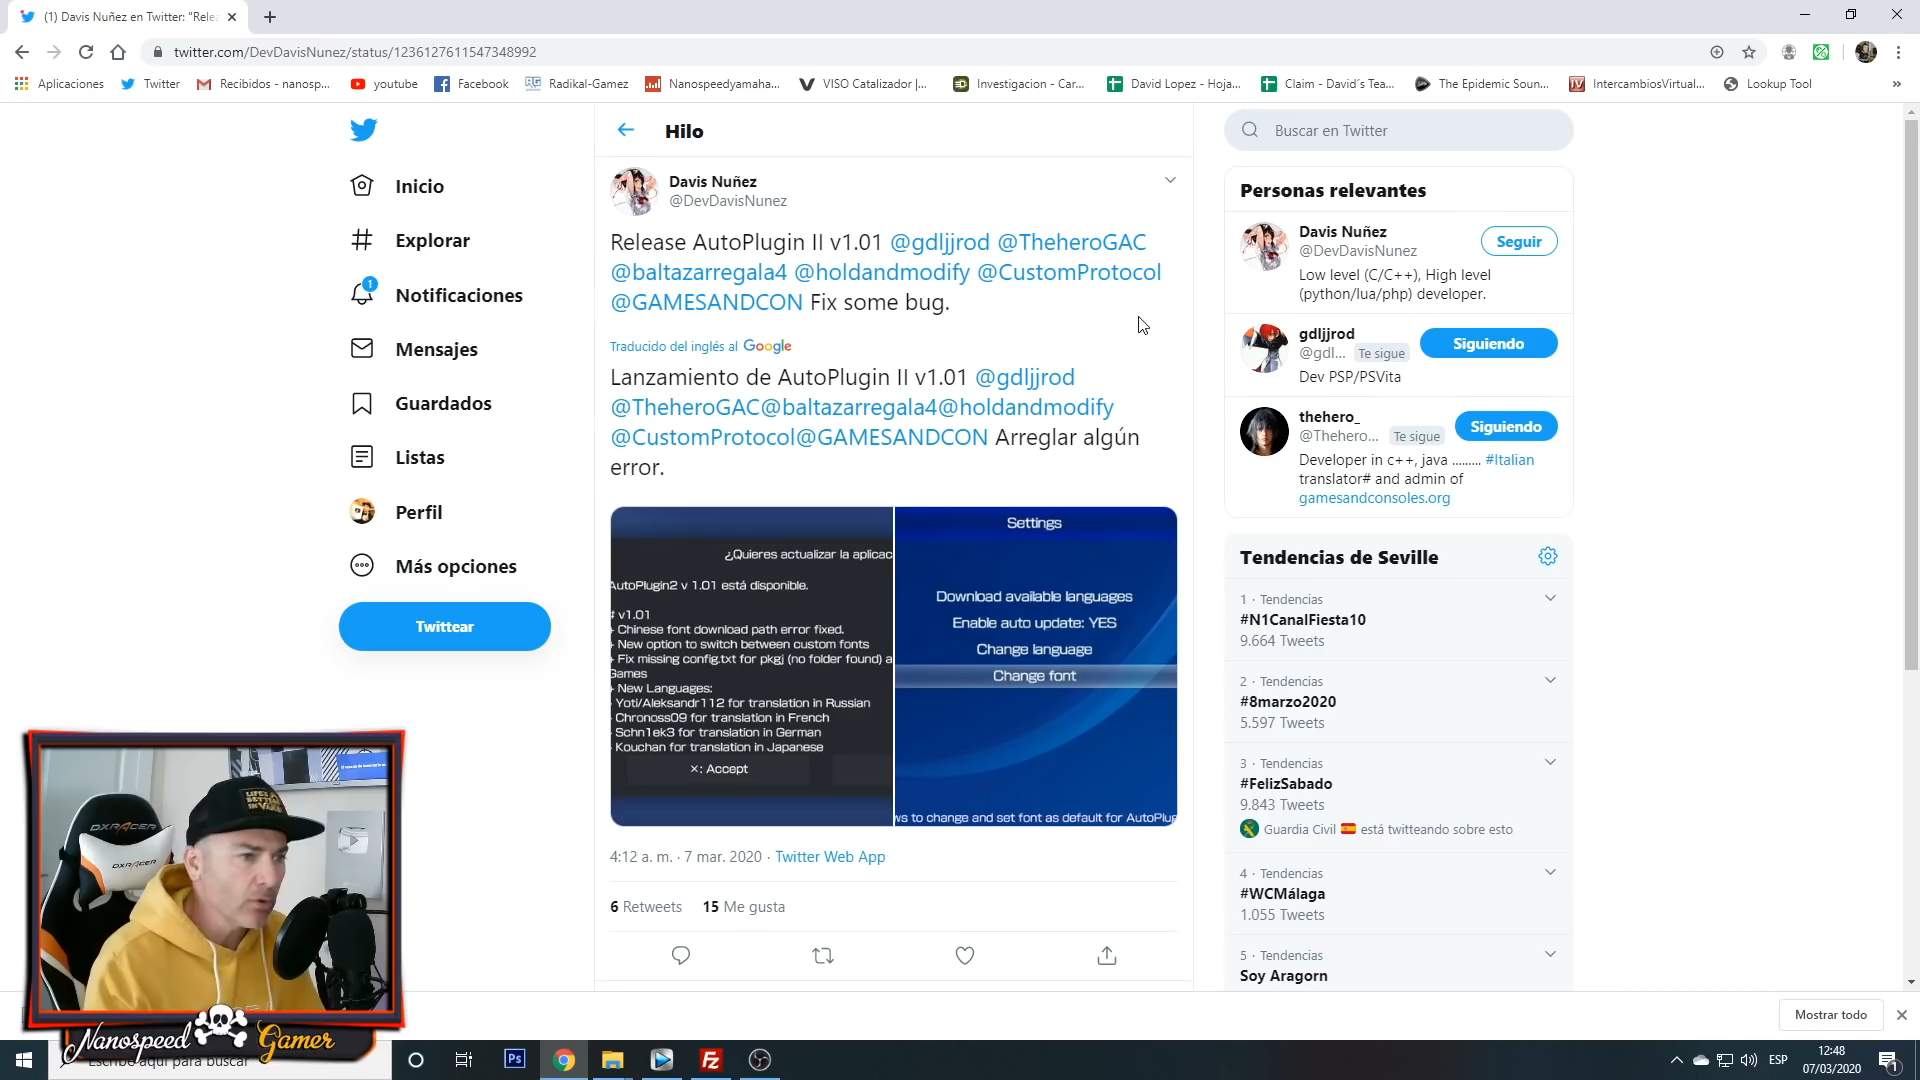 (1) Davis Nuñez en Twitter: "Relea
twitter.com/DevDavisNunez/status/1236127611547348992
Aplicaciones
Twitter
Recibidos - nanosp...
youtube
Facebook
Radikal-Gamez
Nanospeedyamaha...
VISO Catalizador |...
Investigacion - Car...
David Lopez - Hoja...
Claim - David´s Tea...
The Epidemic Soun...
IntercambiosVirtual...
Lookup Tool
»
Inicio
Explorar
1
Notificaciones
Mensajes
Guardados
Listas
Perfil
Más opciones
Twittear
Hilo
Davis Nuñez
@DevDavisNunez
Release AutoPlugin II v1.01 @gdljjrod @TheheroGAC
@baltazarregala4 @holdandmodify @CustomProtocol
@GAMESANDCON Fix some bug.
Traducido del inglés al Google
Lanzamiento de AutoPlugin II v1.01 @gdljjrod
@TheheroGAC@baltazarregala4@holdandmodify
@CustomProtocol@GAMESANDCON Arreglar algún
error.
¿Quieres actualizar la aplicac
AutoPlugin2 v 1.01 está disponible.
# v1.01
Chinese font download path error fixed.
New option to switch between custom fonts
Fix missing config.txt for pkgj (no folder found) a
Games
New Languages:
Yoti/Aleksandr112 for translation in Russian
Chronoss09 for translation in French
Schn1ek3 for translation in German
Kouchan for translation in Japanese
×: Accept
Settings
Download available languages
Enable auto update: YES
Change language
Change font
ws to change and set font as default for AutoPlug
4:12 a. m. · 7 mar. 2020 · Twitter Web App
6 Retweets 15 Me gusta
Buscar en Twitter
Personas relevantes
Davis Nuñez
@DevDavisNunez
Seguir
Low level (C/C++), High level
(python/lua/php) developer.
gdljjrod
@gdl... Te sigue
Siguiendo
Dev PSP/PSVita
thehero_
@Thehero... Te sigue
Siguiendo
Developer in c++, java ......... #Italian
translator# and admin of
gamesandconsoles.org
Tendencias de Seville
1 · Tendencias
#N1CanalFiesta10
9.664 Tweets
2 · Tendencias
#8marzo2020
5.597 Tweets
3 · Tendencias
#FelizSabado
9.843 Tweets
Guardia Civil está twitteando sobre esto
4 · Tendencias
#WCMálaga
1.055 Tweets
5 · Tendencias
Soy Aragorn
Mostrar todo
DXRACER
DXRACER
Nanospeed Gamer
Escribe aquí para buscar
Ps
Fz
ESP
12:48
07/03/2020
1